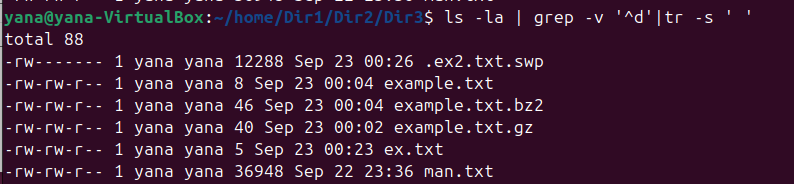 yana@yana-VirtualBox:~/home/Dir1/Dir2/Dir3$ ls -la | grep -v '^d'|tr -s ' '
total 88
-rw------- 1 yana yana 12288 Sep 23 00:26 .ex2.txt.swp
-rw-rw-r-- 1 yana yana 8 Sep 23 00:04 example.txt
-rw-rw-r-- 1 yana yana 46 Sep 23 00:04 example.txt.bz2
-rw-rw-r-- 1 yana yana 40 Sep 23 00:02 example.txt.gz
-rw-rw-r-- 1 yana yana 5 Sep 23 00:23 ex.txt
-rw-rw-r-- 1 yana yana 36948 Sep 22 23:36 man.txt